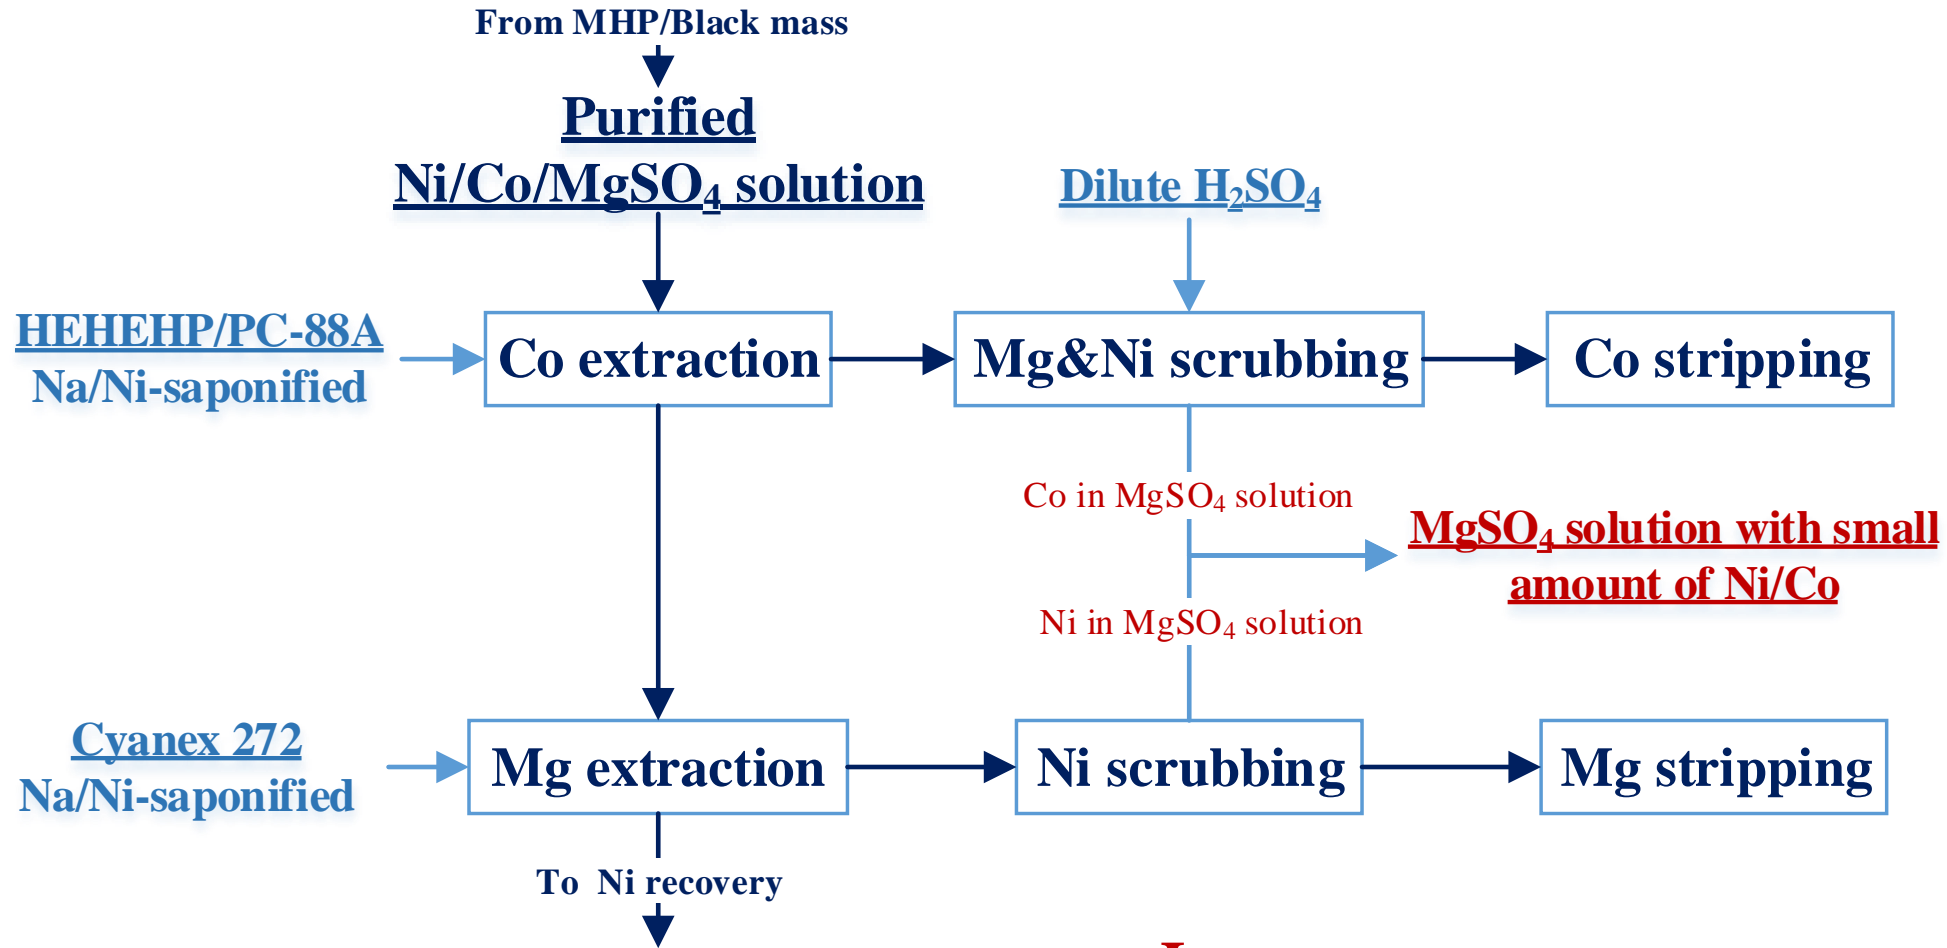 From MHP/Black mass
Purified
Ni/Co/MgSO₄ solution
Dilute H₂SO₄
HEHEHP/PC-88A
Na/Ni-saponified
Co extraction
Mg&Ni scrubbing
Co stripping
Co in MgSO₄ solution
MgSO₄ solution with small
amount of Ni/Co
Ni in MgSO₄ solution
Cyanex 272
Na/Ni-saponified
Mg extraction
Ni scrubbing
Mg stripping
To Ni recovery